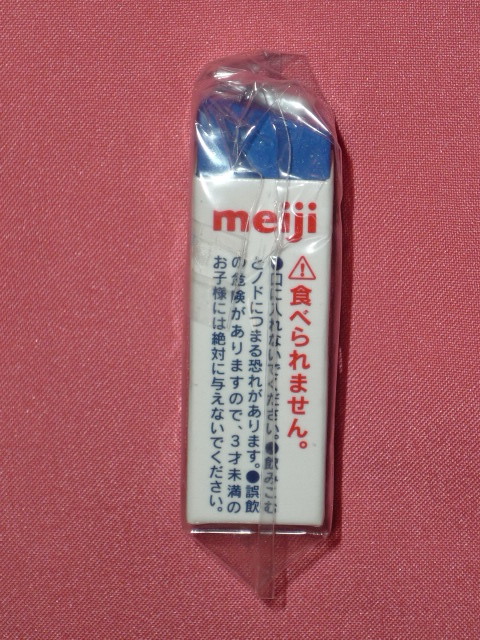 meiji
⚠食べられません。
●口に入れないでください。●飲みこむ
とノドにつまる恐れがあります。●誤飲
の危険がありますので、3才未満の
お子様には絶対に与えないでください。